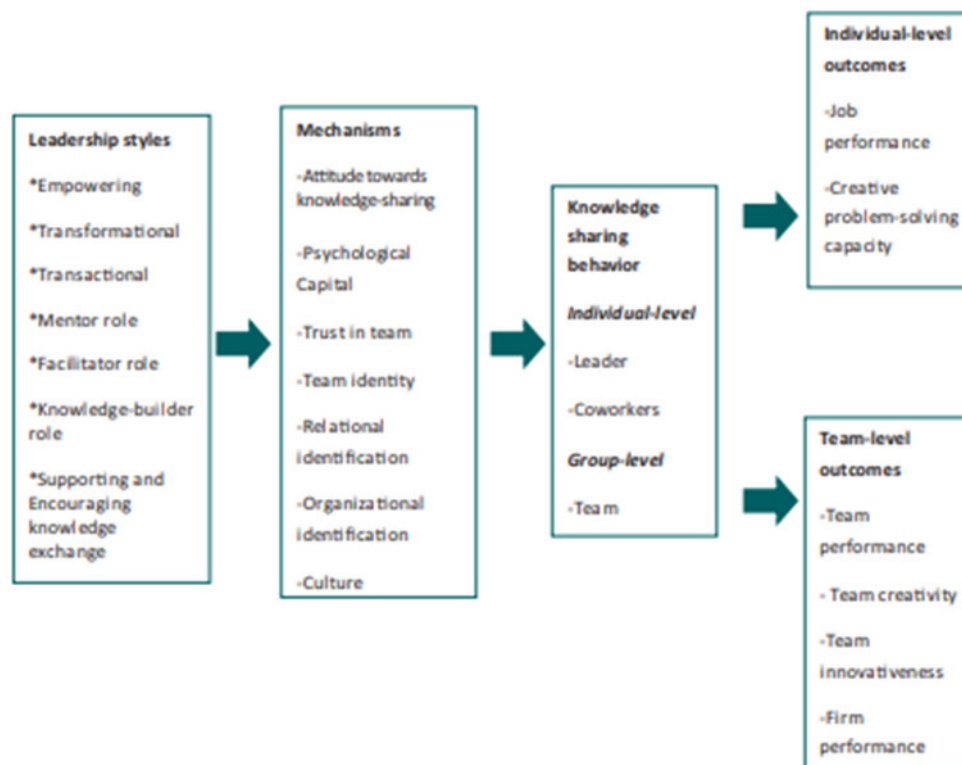 Leadership styles
*Empowering
*Transformational
*Transactional
*Mentor role
*Facilitator role
*Knowledge-builder
role
*Supporting and
Encouraging
knowledge
exchange
Mechanisms
-Attitude towards
knowledge-sharing
-Psychological
Capital
-Trust in team
-Team identity
-Relational
identification
-Organizational
identification
-Culture
Knowledge
sharing
behavior
Individual-level
-Leader
-Coworkers
Group-level
-Team
Individual-level
outcomes
-Job
performance
-Creative
problem-solving
capacity
Team-level
outcomes
-Team
performance
- Team creativity
-Team
innovativeness
-Firm
performance